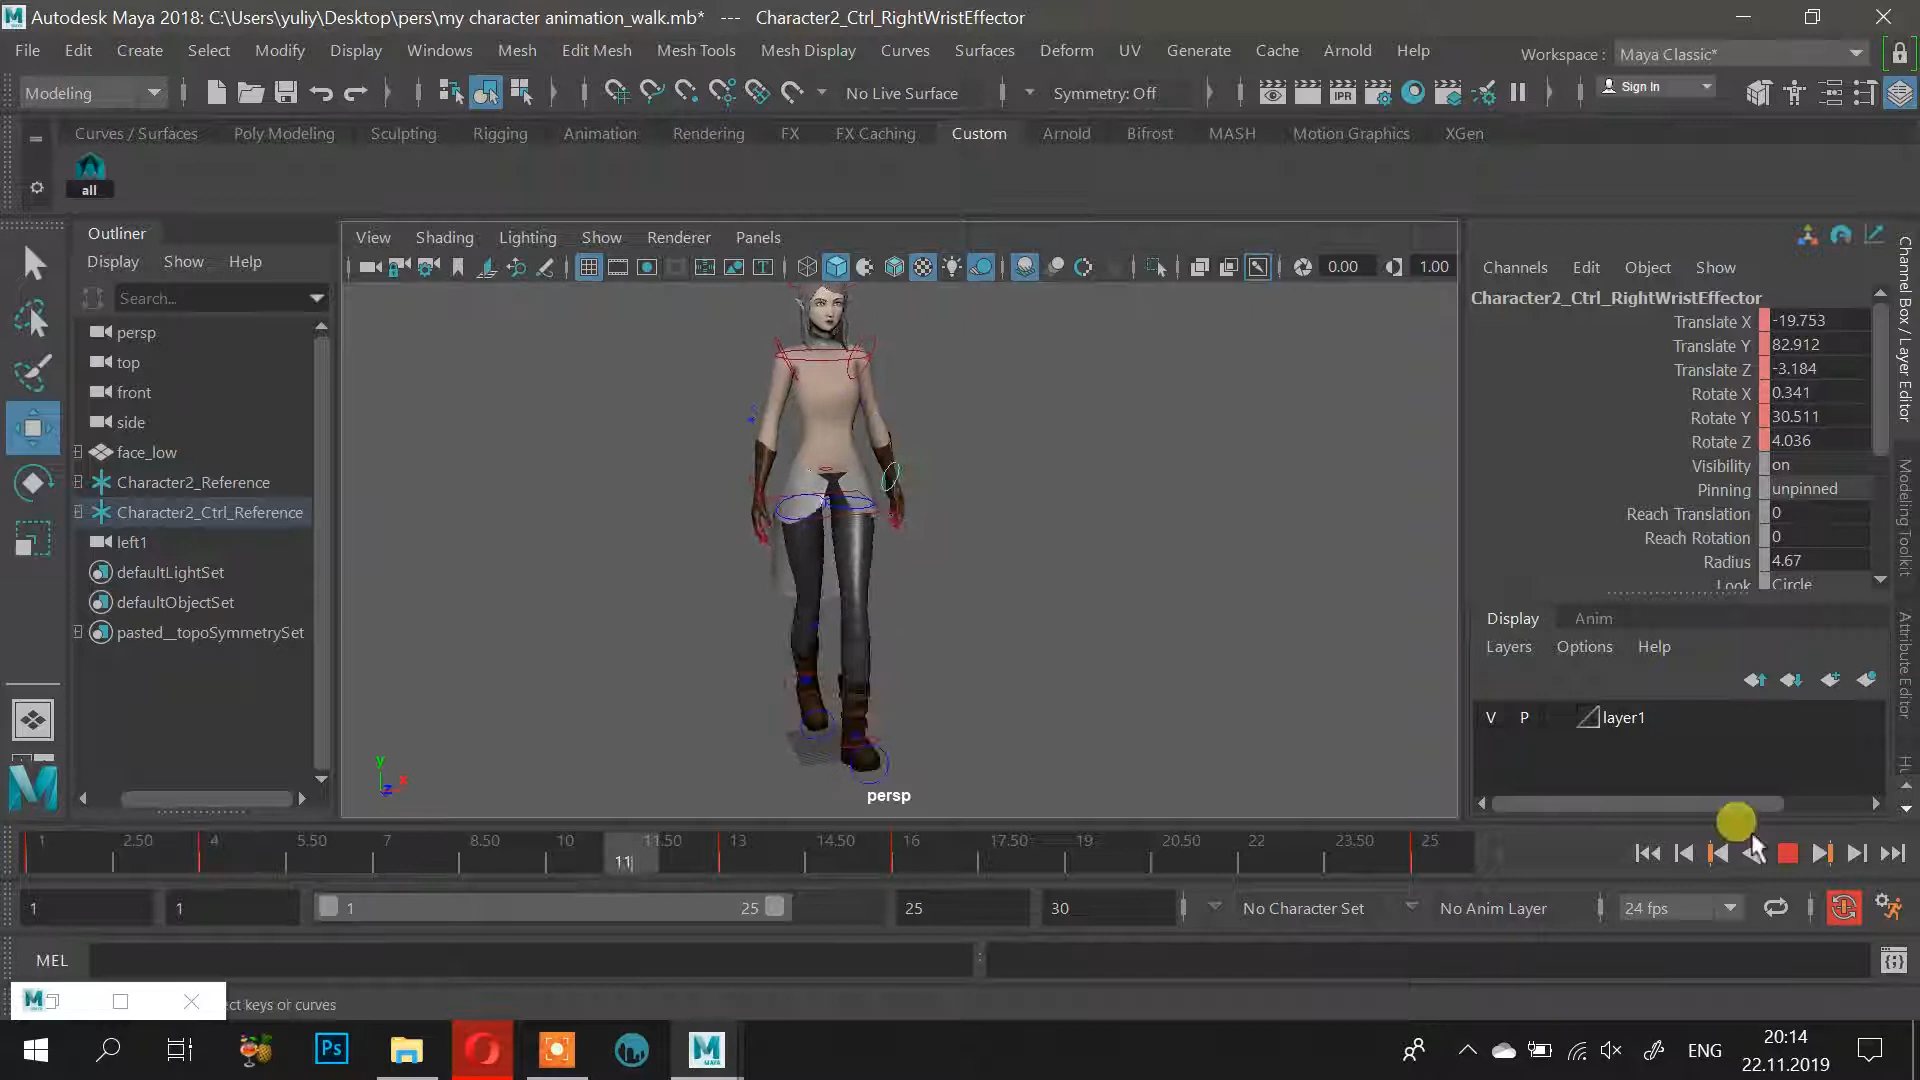 Autodesk Maya 2018: C:\Users\yuliy\Desktop\pers\my character animation_walk.mb* --- Character2_Ctrl_RightWristEffector
File Edit Create Select Modify Display Windows Mesh Edit Mesh Mesh Tools Mesh Display Curves Surfaces Deform UV Generate Cache Arnold Help Workspace : Maya Classic*
Modeling No Live Surface Symmetry: Off IPR Sign In
Curves / Surfaces Poly Modeling Sculpting Rigging Animation Rendering FX FX Caching Custom Arnold Bifrost MASH Motion Graphics XGen
all
Outliner
Display Show Help
Search...
persp
top
front
side
face_low
Character2_Reference
Character2_Ctrl_Reference
left1
defaultLightSet
defaultObjectSet
pasted__topoSymmetrySet
View Shading Lighting Show Renderer Panels
0.00 1.00
y
x
z
persp
Channels Edit Object Show
Character2_Ctrl_RightWristEffector
Translate X -19.753
Translate Y 82.912
Translate Z -3.184
Rotate X 0.341
Rotate Y 30.511
Rotate Z 4.036
Visibility on
Pinning unpinned
Reach Translation 0
Reach Rotation 0
Radius 4.67
Look Circle
Display Anim
Layers Options Help
V P layer1
Channel Box / Layer Editor
Modeling Toolkit
Attribute Editor
1 2.50 4 5.50 7 8.50 10 11.50 13 14.50 16 17.50 19 20.50 22 23.50 25
11
1 1 1 25 25 30 No Character Set No Anim Layer 24 fps
MEL
ect keys or curves
Ps
MAYA
ENG
20:14
22.11.2019